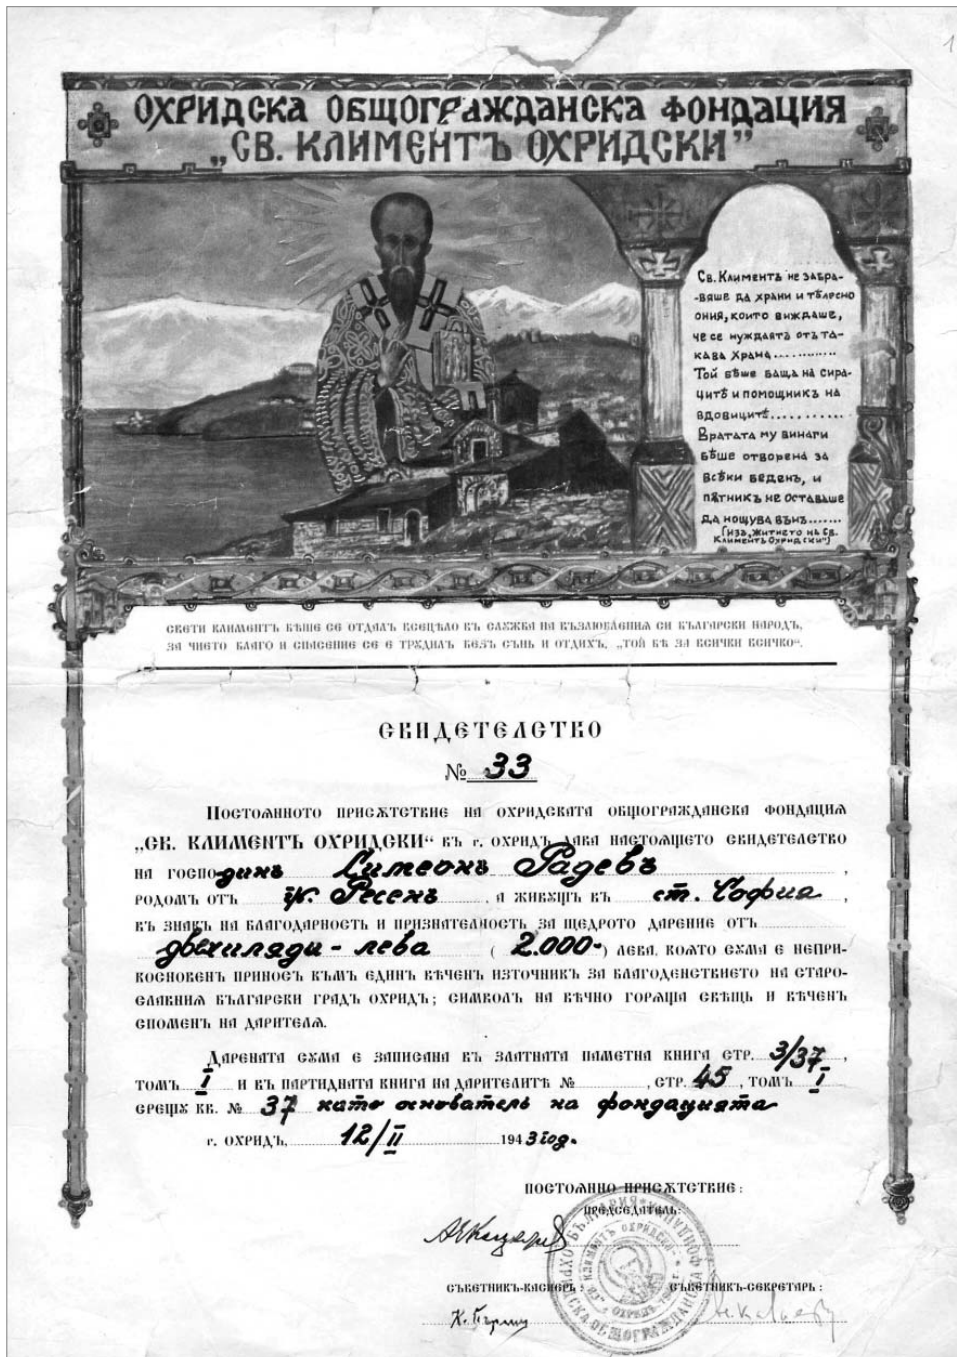 1
ОХРИДСКА ОБЩОГРАЖДАНСКА ФОНДАЦИЯ
„СВ. КЛИМЕНТЪ ОХРИДСКИ"
Св. Климентъ не забра-
-вяше да храни и тѣлесно
ония, които виждаше,
че се нуждаятъ отъ та-
кава храна............
Той бѣше баща на сира-
цитѣ и помощникъ на
вдовицитѣ...........
Вратата му винаги
бѣше отворена за
всѣки беденъ, и
пѫтникъ не оставаше
да нощува вънъ.......
(изъ „Житието на Св.
Климентъ Охридски")
СВЕТИ КЛИМЕНТЪ БѢШЕ СЕ ОТДАЛЪ ВСЕЦѢЛО ВЪ СЛУЖБА НА ВЪЗЛЮБЛЕНИЯ СИ БЪЛГАРСКИ НАРОДЪ,
ЗА ЧИЕТО БЛАГО И СПАСЕНИЕ СЕ Е ТРУДИЛЪ БЕЗЪ СЪНЬ И ОТДИХЪ. „ТОЙ БѢ ЗА ВСИЧКИ ВСИЧКО".
СВИДЕТЕЛСТВО
№ 33
ПОСТОЯННОТО ПРИСѪТСТВИЕ НА ОХРИДСКАТА ОБЩОГРАЖДАНСКА ФОНДАЦИЯ
„СВ. КЛИМЕНТЪ ОХРИДСКИ" ВЪ Г. ОХРИДЪ ДАВА НАСТОЯЩЕТО СВИДЕТЕЛСТВО
НА ГОСПОдинъ Симеонъ Радевъ,
РОДОМЪ ОТЪ гр. Ресенъ, А ЖИВУЩЪ ВЪ ст. София,
ВЪ ЗНАКЪ НА БЛАГОДАРНОСТЬ И ПРИЗНАТЕЛНОСТЬ ЗА ЩЕДРОТО ДАРЕНИЕ ОТЪ
двехиляди - лева ( 2.000-) ЛЕВА, КОЯТО СУМА Е НЕПРИ-
КОСНОВЕНЪ ПРИНОСЪ КЪМЪ ЕДИНЪ ВѢЧЕНЪ ИЗТОЧНИКЪ ЗА БЛАГОДЕНСТВИЕТО НА СТАРО-
СЛАВНИЯ БЪЛГАРСКИ ГРАДЪ ОХРИДЪ; СИМВОЛЪ НА ВѢЧНО ГОРЯЩА СВѢЩЬ И ВѢЧЕНЪ
СПОМЕНЪ НА ДАРИТЕЛЯ.
ДАРЕНАТА СУМА Е ЗАПИСАНА ВЪ ЗЛАТНАТА ПАМЕТНА КНИГА СТР. 3/37,
ТОМЪ I И ВЪ ПАРТИДНАТА КНИГА НА ДАРИТЕЛИТѢ № , СТР. 45, ТОМЪ I
СРЕЩУ КВ. № 37 като основатель на фондацията
Г. ОХРИДЪ, 12/II 1943 год.
ПОСТОЯННО ПРИСѪТСТВИЕ:
ПРЕДСЕДАТЕЛЬ:
СЪВЕТНИКЪ-КАСИЕРЪ: СЪВЕТНИКЪ-СЕКРЕТАРЬ: